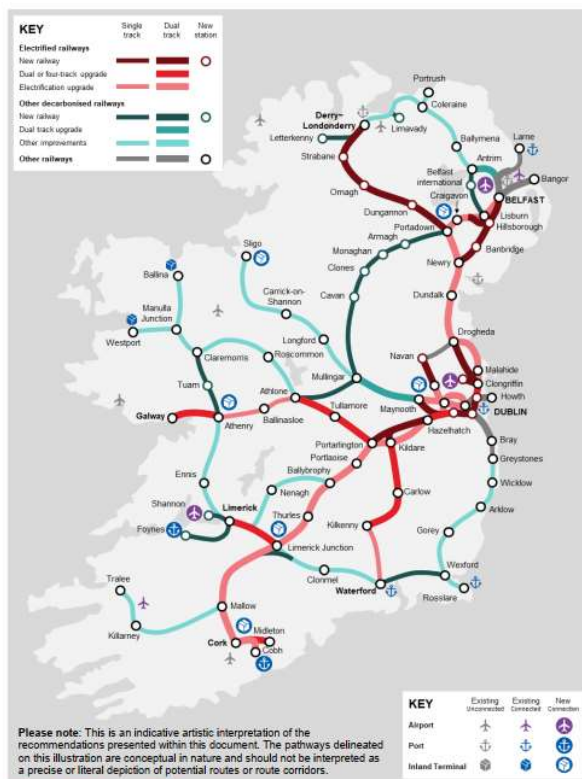 KEY
Single track
Dual track
New station
Electrified railways
New railway
Dual or four-track upgrade
Electrification upgrade
Other decarbonised railways
New railway
Dual track upgrade
Other improvements
Other railways
Portrush
Coleraine
Derry–
Londonderry
Limavady
Letterkenny
Ballymena
Larne
Strabane
Antrim
Belfast
international
Bangor
Omagh
Craigavon
BELFAST
Dungannon
Lisburn
Hillsborough
Portadown
Armagh
Banbridge
Monaghan
Newry
Sligo
Clones
Ballina
Cavan
Dundalk
Carrick-on-
Shannon
Manulla
Junction
Drogheda
Longford
Westport
Roscommon
Navan
Claremorris
Malahide
Mullingar
Clongriffin
Tuam
Athlone
Howth
Tullamore
Maynooth
DUBLIN
Galway
Athenry
Ballinasloe
Hazelhatch
Portarlington
Kildare
Bray
Portlaoise
Greystones
Ennis
Ballybrophy
Wicklow
Nenagh
Carlow
Shannon
Limerick
Arklow
Thurles
Kilkenny
Foynes
Gorey
Limerick Junction
Tralee
Clonmel
Wexford
Waterford
Rosslare
Mallow
Killarney
Midleton
Cork
Cobh
Please note: This is an indicative artistic interpretation of the
recommendations presented within this document. The pathways delineated
on this illustration are conceptual in nature and should not be interpreted as
a precise or literal depiction of potential routes or route corridors.
KEY
Existing Unconnected
Existing Connected
New Connection
Airport
Port
Inland Terminal